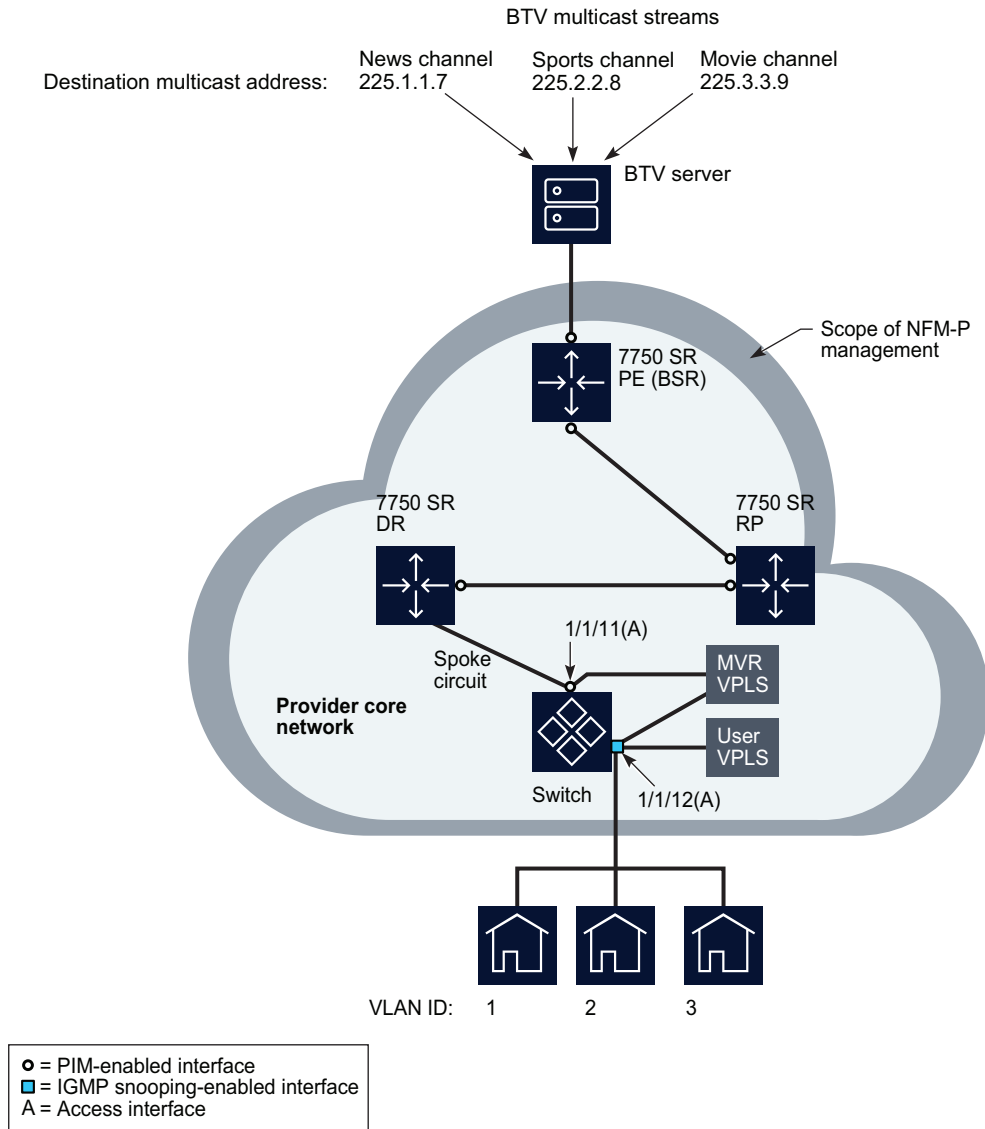 BTV multicast streams
News channel
225.1.1.7
Sports channel
225.2.2.8
Movie channel
225.3.3.9
Destination multicast address:
BTV server
Scope of NFM-P
management
7750 SR
PE (BSR)
7750 SR
DR
7750 SR
RP
1/1/11(A)
Spoke
circuit
MVR
VPLS
Provider core
network
User
VPLS
Switch
1/1/12(A)
VLAN ID: 1 2 3
= PIM-enabled interface
= IGMP snooping-enabled interface
A = Access interface